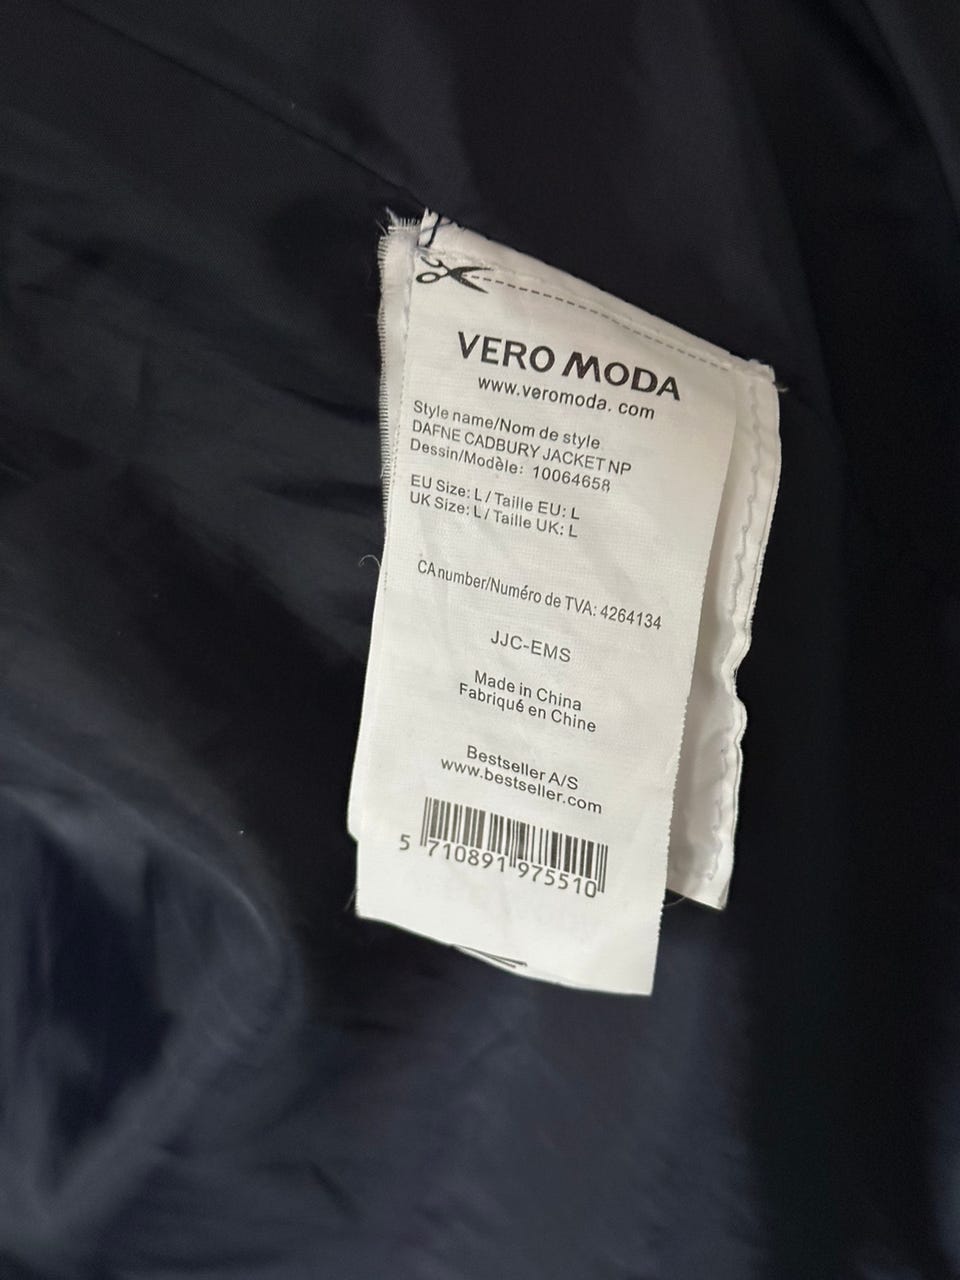 VERO MODA
www.veromoda. com
Style name/Nom de style
DAFNE CADBURY JACKET NP
Dessin/Modèle: 10064658
EU Size: L / Taille EU: L
UK Size: L / Taille UK: L
CA number/Numéro de TVA: 4264134
JJC-EMS
Made in China
Fabriqué en Chine
Bestseller A/S
www.bestseller.com
5 710891 975510